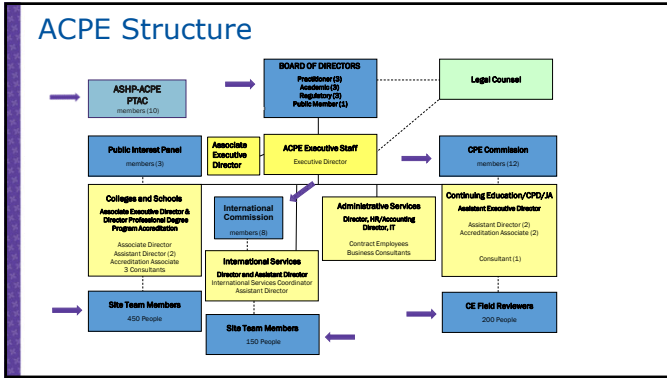 ACPE Structure
BOARD OF DIRECTORS
Practitioner (3)
Academic (3)
Regulatory (3)
Public Member (1)
Legal Counsel
ASHP-ACPE
PTAC
members (10)
Public Interest Panel
members (3)
Associate
Executive
Director
ACPE Executive Staff
Executive Director
CPE Commission
members (12)
Colleges and Schools
Associate Executive Director &
Director Professional Degree
Program Accreditation
Associate Director
Assistant Director (2)
Accreditation Associate
3 Consultants
International
Commission
members (8)
Administrative Services
Director, HR/Accounting
Director, IT
Contract Employees
Business Consultants
Continuing Education/CPD/JA
Assistant Executive Director
Assistant Director (2)
Accreditation Associate (2)
Consultant (1)
International Services
Director and Assistant Director
International Services Coordinator
Assistant Director
Site Team Members
450 People
Site Team Members
150 People
CE Field Reviewers
200 People